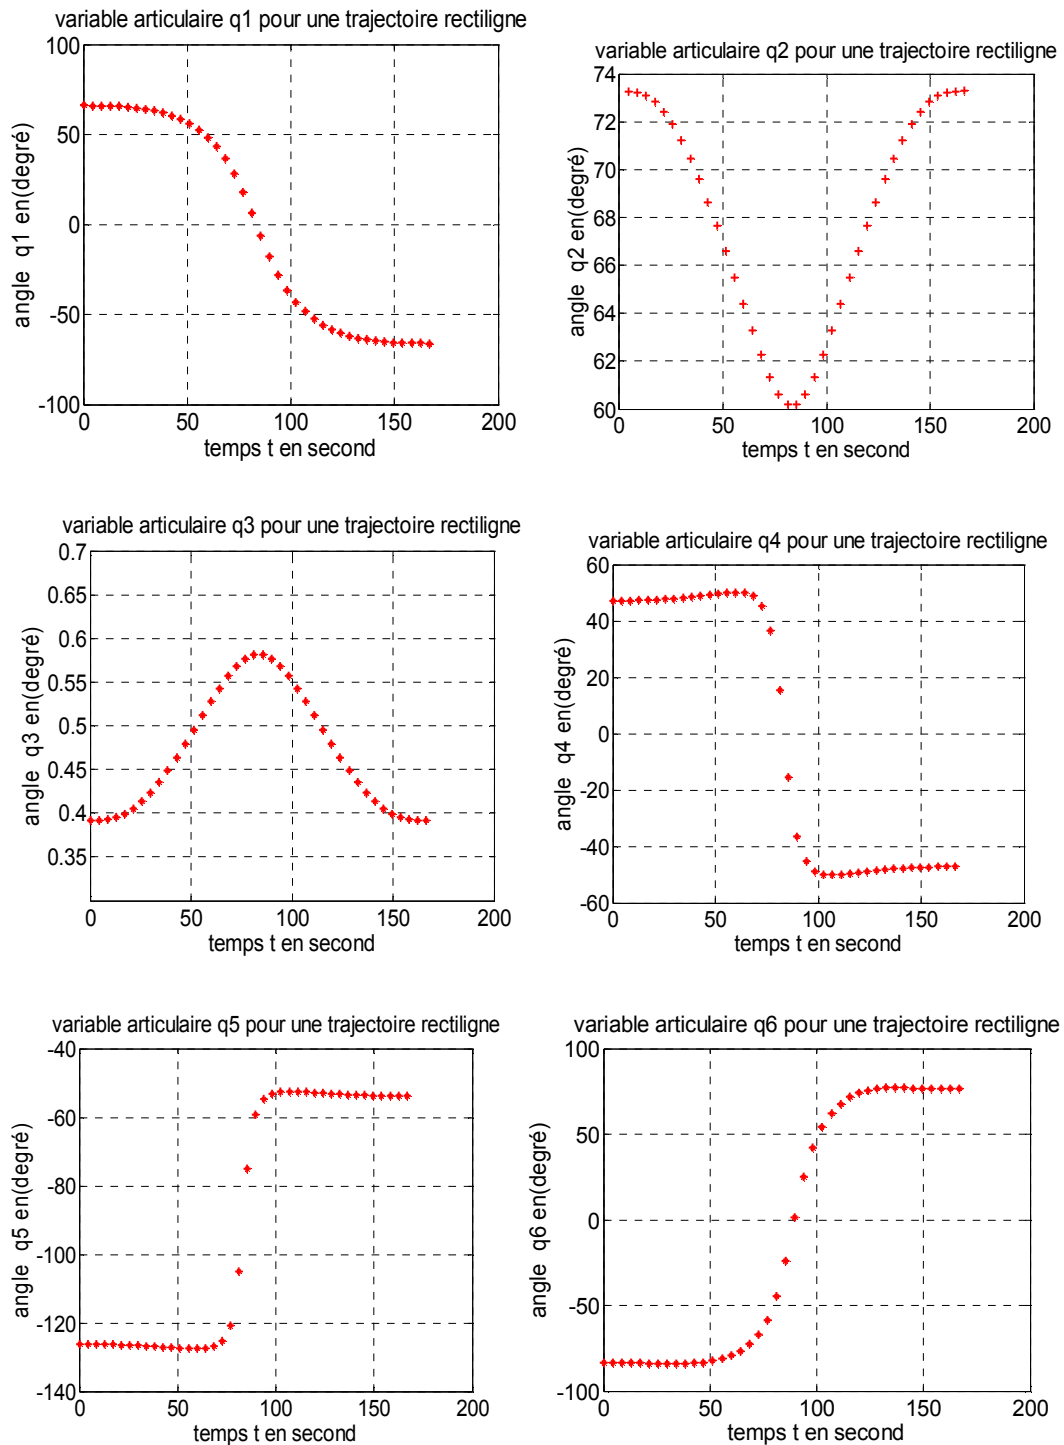 variable articulaire q1 pour une trajectoire rectiligne
100
50
0
-50
-100
angle q1 en(degré)
0 50 100 150 200
temps t en second
variable articulaire q2 pour une trajectoire rectiligne
74
72
70
68
66
64
62
60
angle q2 en(degré)
0 50 100 150 200
temps t en second
variable articulaire q3 pour une trajectoire rectiligne
0.7
0.65
0.6
0.55
0.5
0.45
0.4
0.35
angle q3 en(degré)
0 50 100 150 200
temps t en second
variable articulaire q4 pour une trajectoire rectiligne
60
40
20
0
-20
-40
-60
angle q4 en(degré)
0 50 100 150 200
temps t en second
variable articulaire q5 pour une trajectoire rectiligne
-40
-60
-80
-100
-120
-140
angle q5 en(degré)
0 50 100 150 200
temps t en second
variable articulaire q6 pour une trajectoire rectiligne
100
50
0
-50
-100
angle q6 en(degré)
0 50 100 150 200
temps t en second